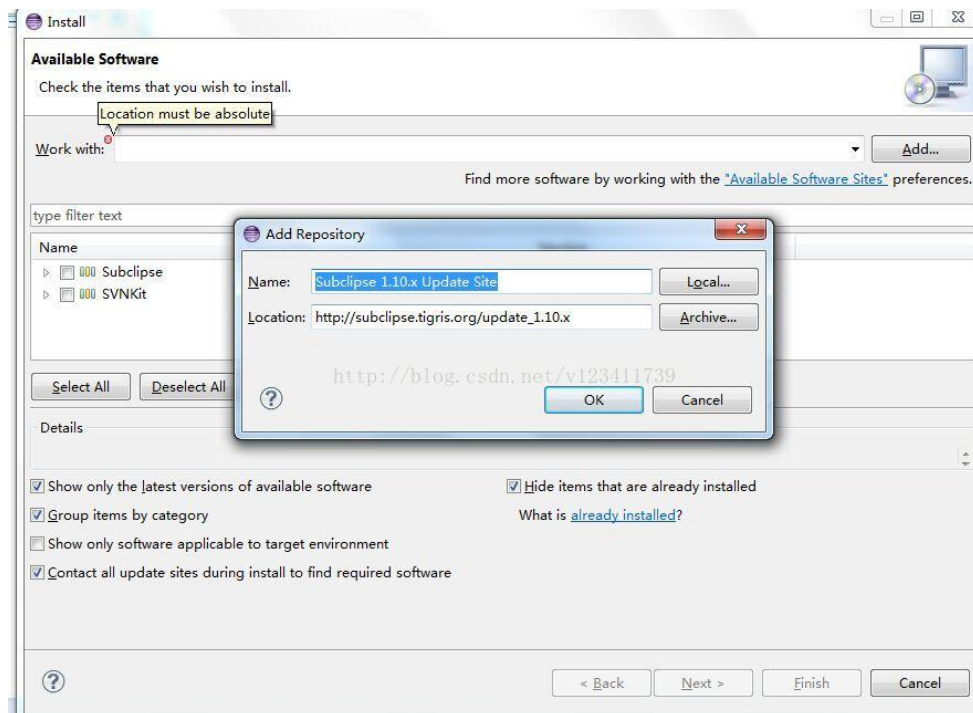 Install
Available Software
Check the items that you wish to install.
Location must be absolute
Work with:
Add...
Find more software by working with the "Available Software Sites" preferences.
type filter text
Name
Subclipse
SVNKit
Add Repository
Name: Subclipse 1.10.x Update Site Local...
Location: http://subclipse.tigris.org/update_1.10.x Archive...
http://blog.csdn.net/v123411739
OK Cancel
Select All Deselect All
Details
Show only the latest versions of available software
Hide items that are already installed
Group items by category
What is already installed?
Show only software applicable to target environment
Contact all update sites during install to find required software
< Back Next > Finish Cancel